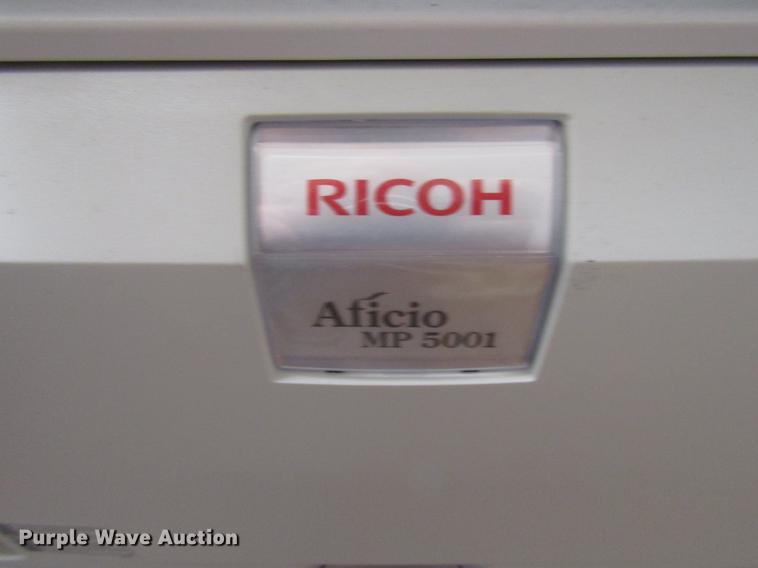 RICOH
Aficio
MP 5001
Purple Wave Auction